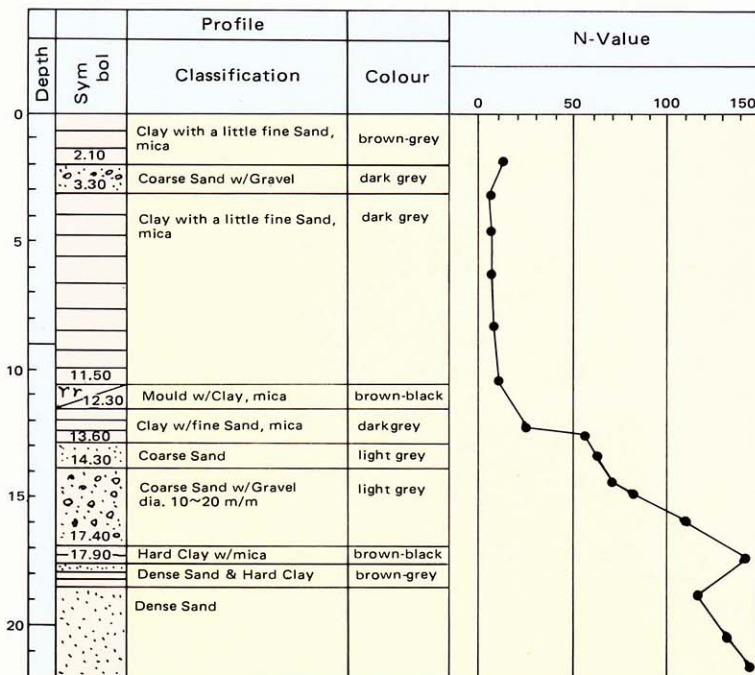 Profile
N-Value
Depth
Sym
bol
Classification
Colour
0 50 100 150
0
5
10
15
20
2.10
Clay with a little fine Sand,
mica
brown-grey
3.30
Coarse Sand w/Gravel
dark grey
Clay with a little fine Sand,
mica
dark grey
11.50
12.30
Mould w/Clay, mica
brown-black
Clay w/fine Sand, mica
darkgrey
13.60
14.30
Coarse Sand
light grey
Coarse Sand w/Gravel
dia. 10~20 m/m
light grey
17.40
17.90
Hard Clay w/mica
brown-black
Dense Sand & Hard Clay
brown-grey
Dense Sand